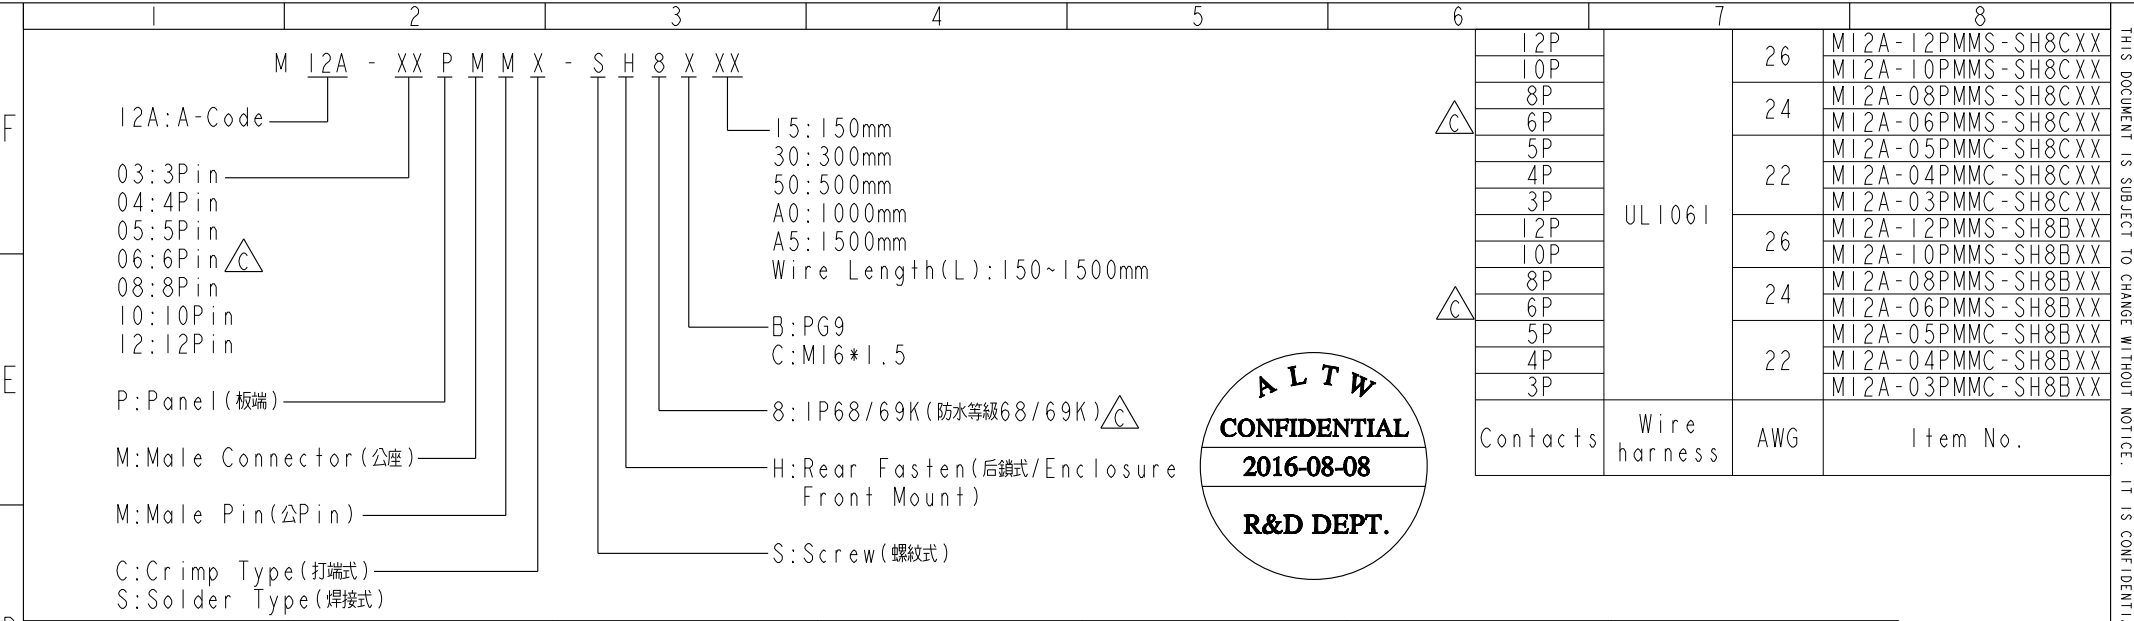 1 2 3 4 5 6 7 8
F
E
M 12A - XX P M M X - S H 8 X XX
12A:A-Code
03:3Pin
04:4Pin
05:5Pin
06:6Pin C
08:8Pin
10:10Pin
12:12Pin
P:Panel(板端)
M:Male Connector(公座)
M:Male Pin(公Pin)
C:Crimp Type(打端式)
S:Solder Type(焊接式)
15:150mm
30:300mm
50:500mm
A0:1000mm
A5:1500mm
Wire Length(L):150~1500mm
B:PG9
C:M16*1.5
8:IP68/69K(防水等級68/69K) C
H:Rear Fasten(后鎖式/Enclosure
Front Mount)
S:Screw(螺紋式)
ALTW
CONFIDENTIAL
2016-08-08
R&D DEPT.
12P UL1061 26 M12A-12PMMS-SH8CXX
10P M12A-10PMMS-SH8CXX
8P 24 M12A-08PMMS-SH8CXX
C 6P M12A-06PMMS-SH8CXX
5P 22 M12A-05PMMC-SH8CXX
4P M12A-04PMMC-SH8CXX
3P M12A-03PMMC-SH8CXX
12P 26 M12A-12PMMS-SH8BXX
10P M12A-10PMMS-SH8BXX
8P 24 M12A-08PMMS-SH8BXX
C 6P M12A-06PMMS-SH8BXX
5P 22 M12A-05PMMC-SH8BXX
4P M12A-04PMMC-SH8BXX
3P M12A-03PMMC-SH8BXX
Contacts Wire harness AWG Item No.
THIS DOCUMENT IS SUBJECT TO CHANGE WITHOUT NOTICE. IT IS